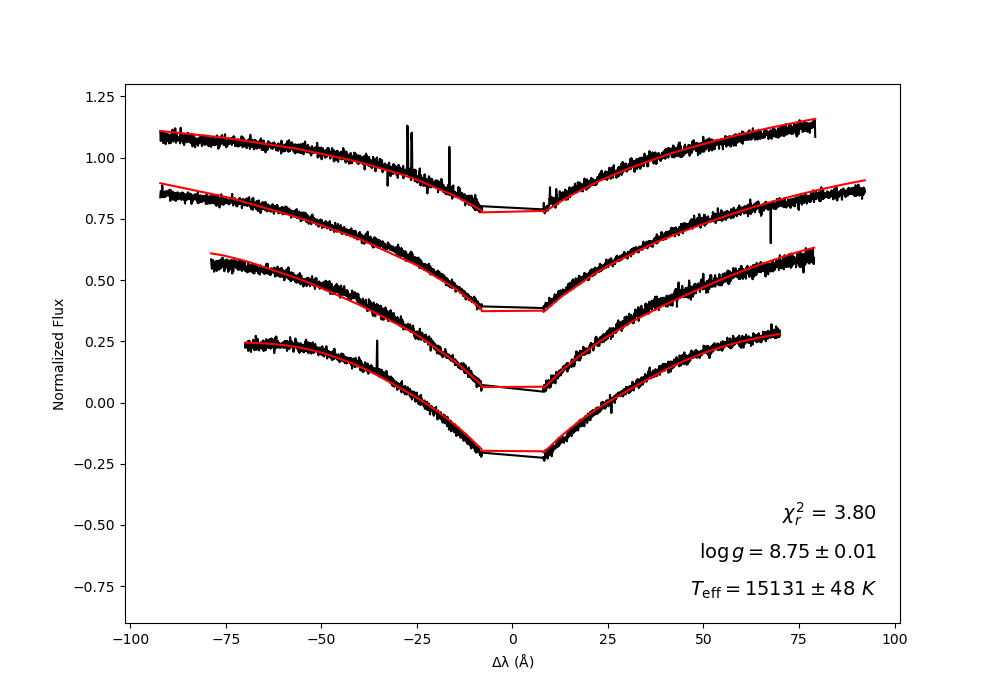 1.25
1.00
0.75
0.50
0.25
0.00
−0.25
−0.50
−0.75
Normalized Flux
χ²ᵣ = 3.80
log g = 8.75 ± 0.01
T_eff = 15131 ± 48 K
−100 −75 −50 −25 0 25 50 75 100
Δλ (Å)